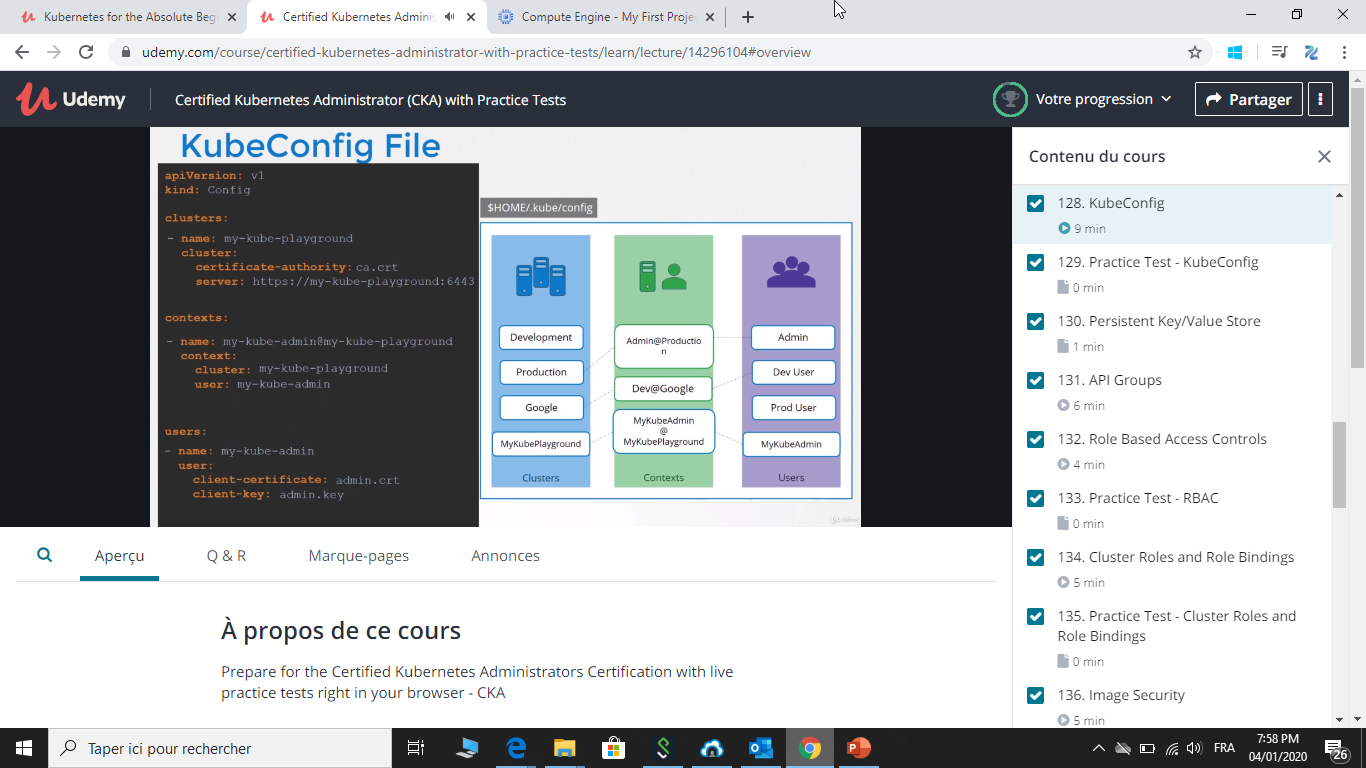 Kubernetes for the Absolute Beg
Certified Kubernetes Adminis
Compute Engine - My First Proje
udemy.com/course/certified-kubernetes-administrator-with-practice-tests/learn/lecture/14296104#overview
Udemy
Certified Kubernetes Administrator (CKA) with Practice Tests
Votre progression
Partager
KubeConfig File
apiVersion: v1
kind: Config
clusters:
- name: my-kube-playground
cluster:
certificate-authority: ca.crt
server: https://my-kube-playground:6443
contexts:
- name: my-kube-admin@my-kube-playground
context:
cluster: my-kube-playground
user: my-kube-admin
users:
- name: my-kube-admin
user:
client-certificate: admin.crt
client-key: admin.key
$HOME/.kube/config
Development
Production
Google
MyKubePlayground
Clusters
Admin@Productio
n
Dev@Google
MyKubeAdmin
@
MyKubePlayground
Contexts
Admin
Dev User
Prod User
MyKubeAdmin
Users
Udemy
Contenu du cours
128. KubeConfig
9 min
129. Practice Test - KubeConfig
0 min
130. Persistent Key/Value Store
1 min
131. API Groups
6 min
132. Role Based Access Controls
4 min
133. Practice Test - RBAC
0 min
134. Cluster Roles and Role Bindings
5 min
135. Practice Test - Cluster Roles and
Role Bindings
0 min
136. Image Security
5 min
Aperçu
Q & R
Marque-pages
Annonces
À propos de ce cours
Prepare for the Certified Kubernetes Administrators Certification with live
practice tests right in your browser - CKA
Taper ici pour rechercher
FRA
7:58 PM
04/01/2020
26